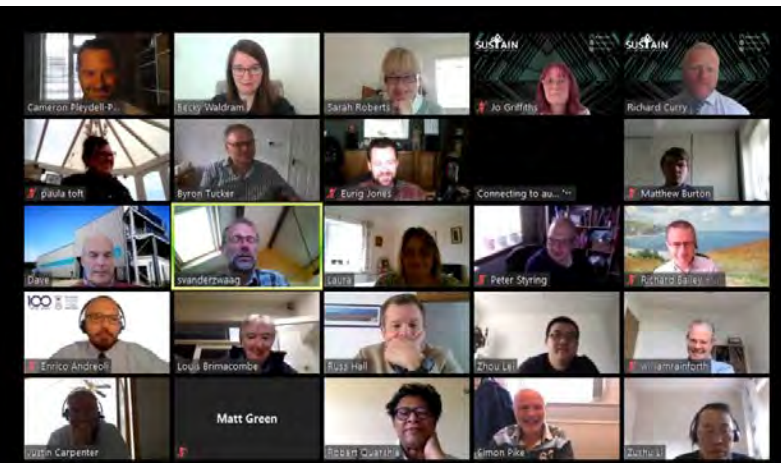 SUSTAIN
SUSTAIN
Cameron Pleydell-P...
Becky Waldram
Sarah Roberts
Jo Griffiths
Richard Curry
paula toft
Byron Tucker
Eurig Jones
Connecting to au...
Matthew Burton
Dave
svanderzwaag
Laura
Peter Styring
Richard Bailey
100
Enrico Andreoli
Louis Brimacombe
Russ Hall
Zhou Lei
williamrainforth
Justin Carpenter
Matt Green
Robert Quarshie
Simon Pike
Zushu Li